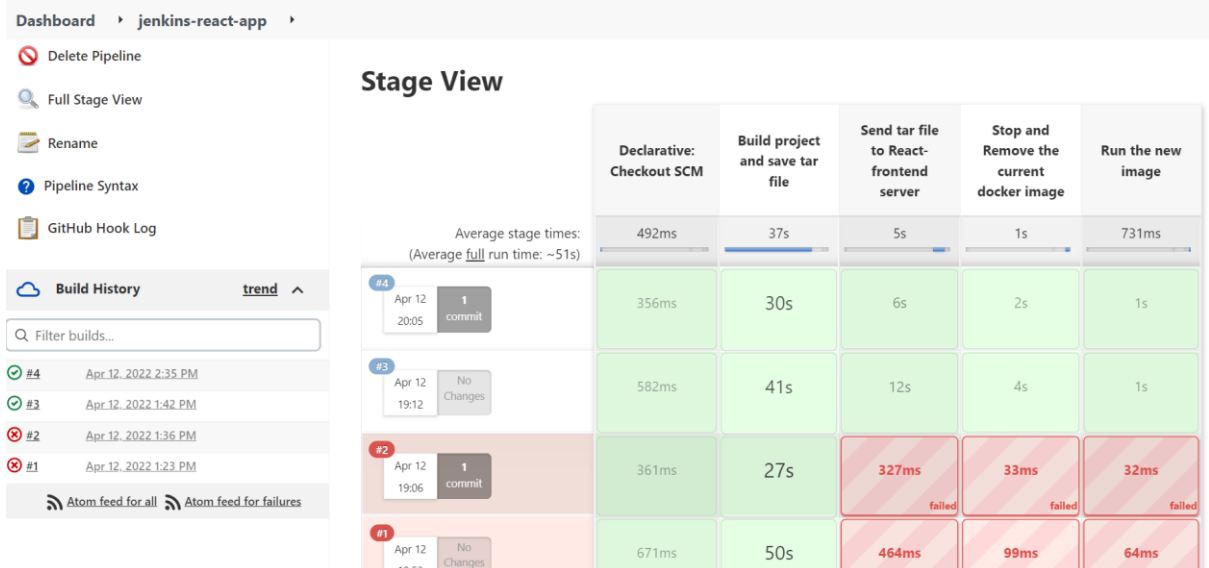 Dashboard
jenkins-react-app
Delete Pipeline
Full Stage View
Rename
Pipeline Syntax
GitHub Hook Log
Build History
trend
Filter builds...
#4 Apr 12, 2022 2:35 PM
#3 Apr 12, 2022 1:42 PM
#2 Apr 12, 2022 1:36 PM
#1 Apr 12, 2022 1:23 PM
Atom feed for all Atom feed for failures
Stage View
Declarative:
Checkout SCM
Build project
and save tar
file
Send tar file
to React-
frontend
server
Stop and
Remove the
current
docker image
Run the new
image
Average stage times:
(Average full run time: ~51s)
492ms
37s
5s
1s
731ms
#4
Apr 12
20:05
1
commit
356ms
30s
6s
2s
1s
#3
Apr 12
19:12
No
Changes
582ms
41s
12s
4s
1s
#2
Apr 12
19:06
1
commit
361ms
27s
327ms
failed
33ms
failed
32ms
failed
#1
Apr 12
No
Changes
671ms
50s
464ms
99ms
64ms